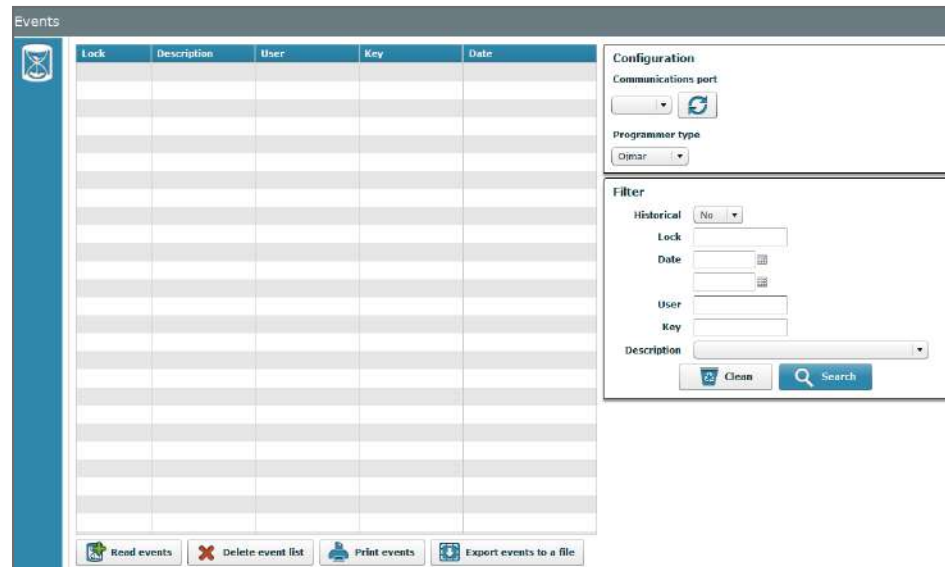 Events
Lock Description User Key Date
Configuration
Communications port
Programmer type
Ojmar
Filter
Historical No
Lock
Date
User
Key
Description
Clean Search
Read events Delete event list Print events Export events to a file